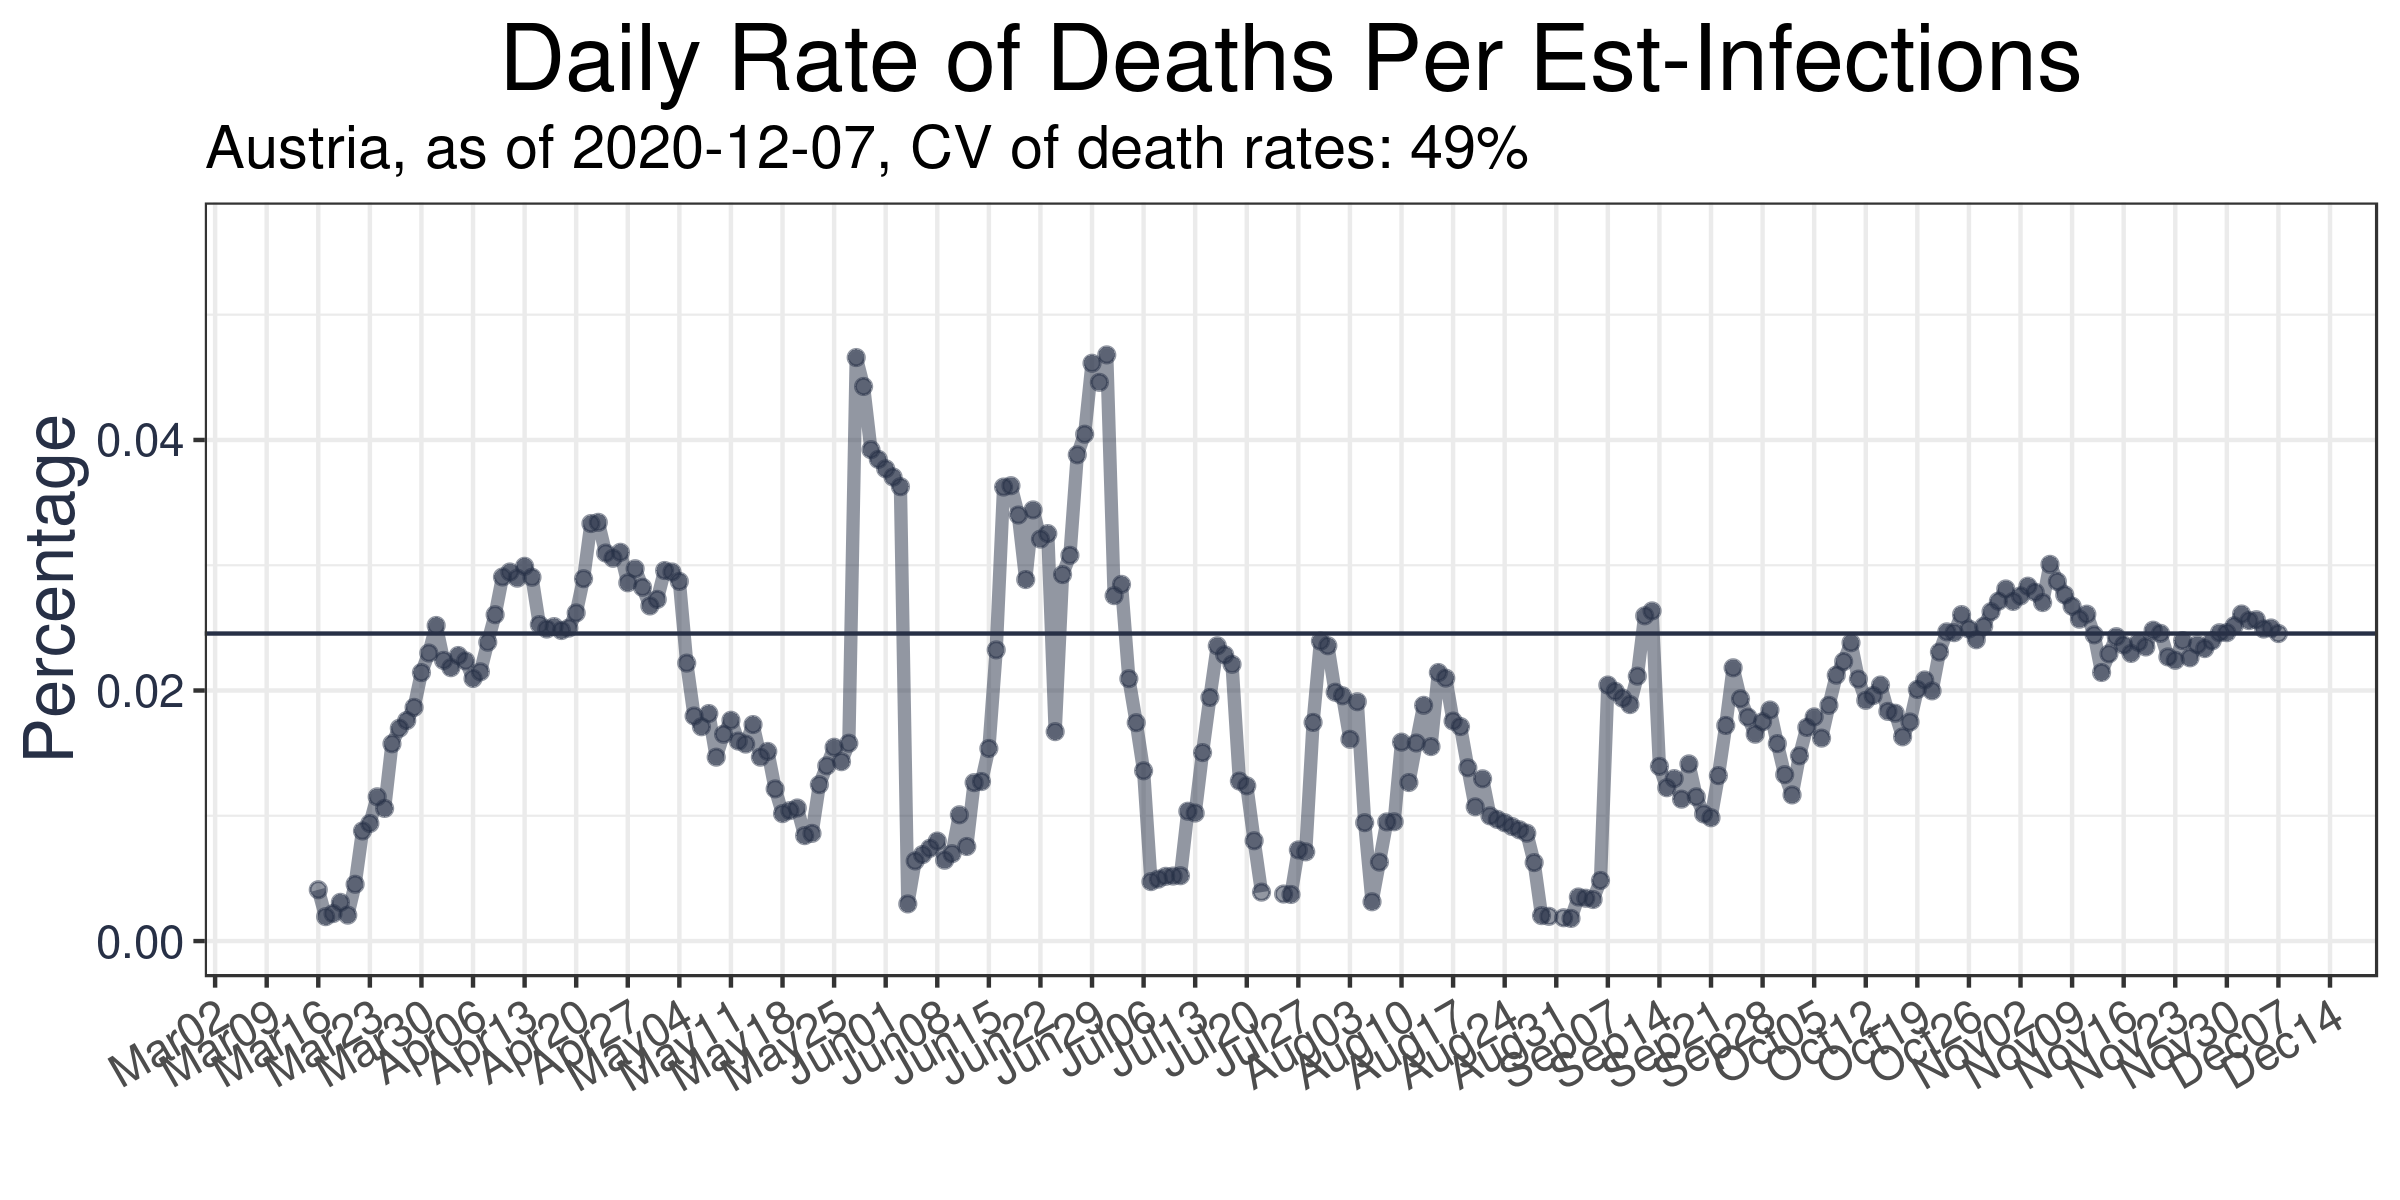 Daily Rate of Deaths Per Est-Infections
Austria, as of 2020-12-07, CV of death rates: 49%
Percentage
0.04
0.02
0.00
Mar02
Mar09
Mar16
Mar23
Mar30
Apr06
Apr13
Apr20
Apr27
May04
May11
May18
May25
Jun01
Jun08
Jun15
Jun22
Jun29
Jul06
Jul13
Jul20
Jul27
Aug03
Aug10
Aug17
Aug24
Aug31
Sep07
Sep14
Sep21
Sep28
Oct05
Oct12
Oct19
Oct26
Nov02
Nov09
Nov16
Nov23
Nov30
Dec07
Dec14